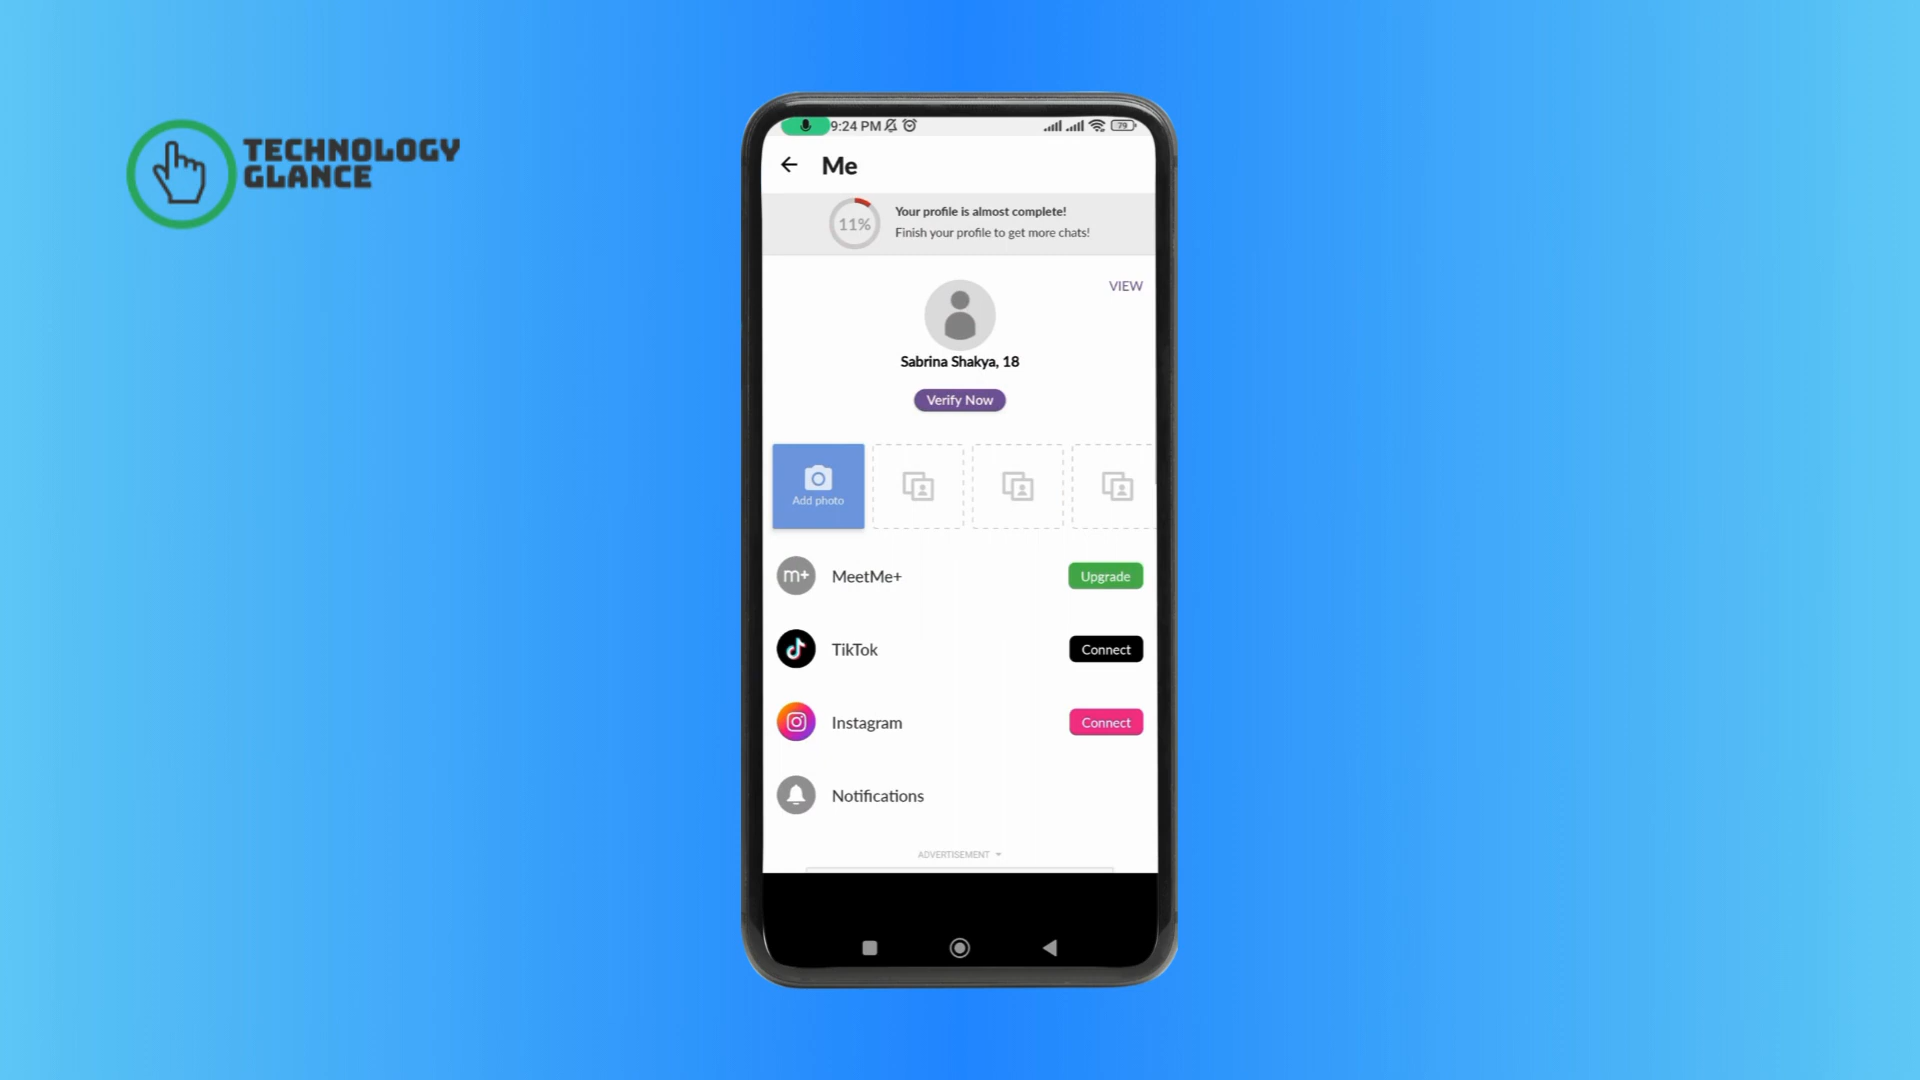 TECHNOLOGY
GLANCE
9:24 PM
79
Me
11%
Your profile is almost complete!
Finish your profile to get more chats!
VIEW
Sabrina Shakya, 18
Verify Now
Add photo
m+
MeetMe+
Upgrade
TikTok
Connect
Instagram
Connect
Notifications
ADVERTISEMENT